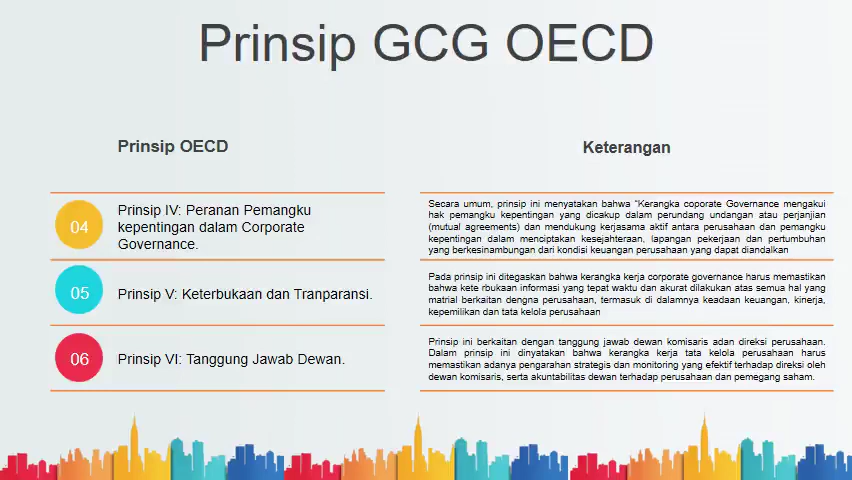 Prinsip GCG OECD
Prinsip OECD
Keterangan
04
Prinsip IV: Peranan Pemangku
kepentingan dalam Corporate
Governance.
Secara umum, prinsip ini menyatakan bahwa “Kerangka coporate Governance mengakui
hak pemangku kepentingan yang dicakup dalam perundang undangan atau perjanjian
(mutual agreements) dan mendukung kerjasama aktif antara perusahaan dan pemangku
kepentingan dalam menciptakan kesejahteraan, lapangan pekerjaan dan pertumbuhan
yang berkesinambungan dari kondisi keuangan perusahaan yang dapat diandalkan
05
Prinsip V: Keterbukaan dan Tranparansi.
Pada prinsip ini ditegaskan bahwa kerangka kerja corporate governance harus memastikan
bahwa kete rbukaan informasi yang tepat waktu dan akurat dilakukan atas semua hal yang
matrial berkaitan dengna perusahaan, termasuk di dalamnya keadaan keuangan, kinerja,
kepemilikan dan tata kelola perusahaan
06
Prinsip VI: Tanggung Jawab Dewan.
Prinsip ini berkaitan dengan tanggung jawab dewan komisaris adan direksi perusahaan.
Dalam prinsip ini dinyatakan bahwa kerangka kerja tata kelola perusahaan harus
memastikan adanya pengarahan strategis dan monitoring yang efektif terhadap direksi oleh
dewan komisaris, serta akuntabilitas dewan terhadap perusahaan dan pemegang saham.